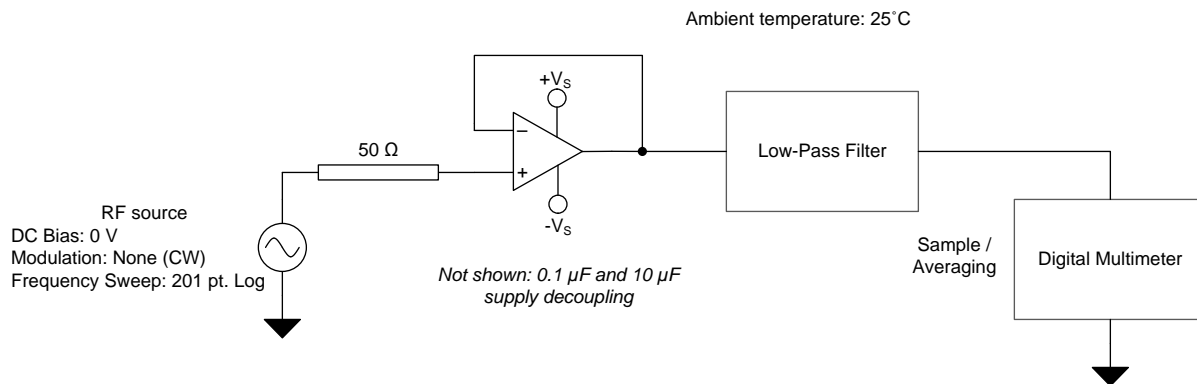 Ambient temperature: 25˚C
+VS
−
50 Ω
+
Low-Pass Filter
-VS
RF source
DC Bias: 0 V
Modulation: None (CW)
Frequency Sweep: 201 pt. Log
Not shown: 0.1 µF and 10 µF
supply decoupling
Sample /
Averaging
Digital Multimeter